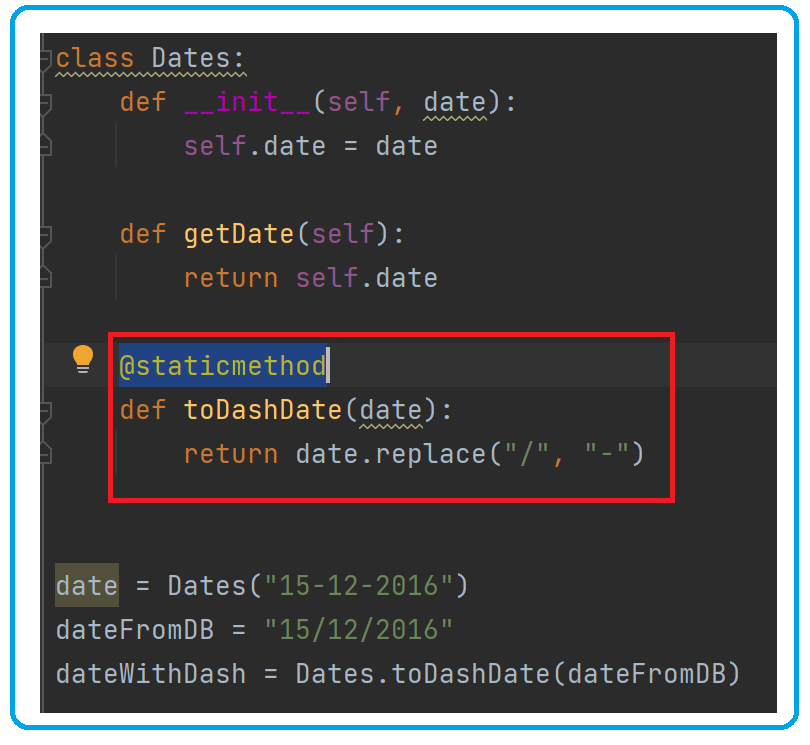 class Dates:
    def __init__(self, date):
        self.date = date
    def getDate(self):
        return self.date
    @staticmethod
    def toDashDate(date):
        return date.replace("/", "-")
date = Dates("15-12-2016")
dateFromDB = "15/12/2016"
dateWithDash = Dates.toDashDate(dateFromDB)